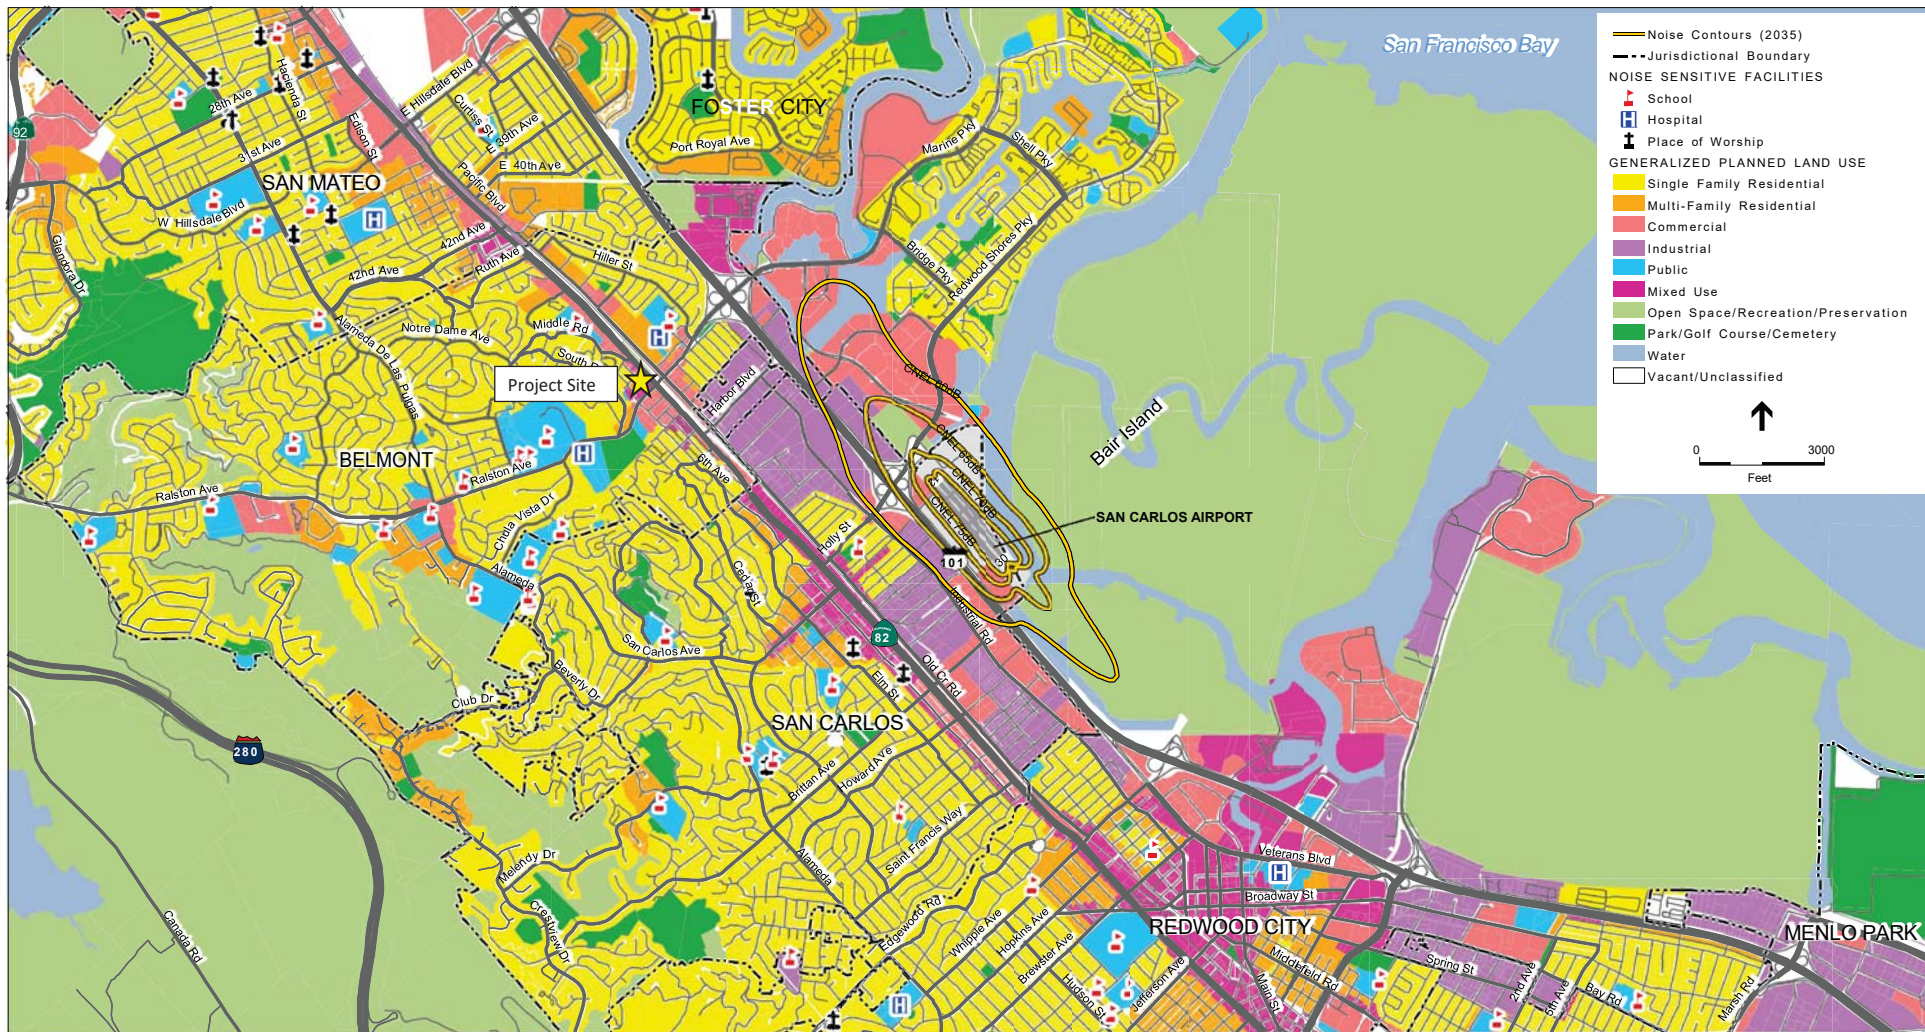 San Francisco Bay
Noise Contours (2035)
Jurisdictional Boundary
NOISE SENSITIVE FACILITIES
School
H Hospital
Place of Worship
GENERALIZED PLANNED LAND USE
Single Family Residential
Multi-Family Residential
Commercial
Industrial
Public
Mixed Use
Open Space/Recreation/Preservation
Park/Golf Course/Cemetery
Water
Vacant/Unclassified
0 3000
Feet
92
28th Ave
Hacienda St
31st Ave
Edison St
E Hillsdale Blvd
Curtiss St
E 39th Ave
E 40th Ave
Pacific Blvd
FOSTER CITY
Port Royal Ave
Marine Pky
Shell Pky
SAN MATEO
W Hillsdale Blvd
H
Glendora Dr
42nd Ave
42nd Ave
Ruth Ave
Hiller St
Bridge Pky
Redwood Shores Pky
Alameda De Las Pulgas
Notre Dame Ave
Middle Rd
H
Project Site
Harbor Blvd
CNEL 60dB
CNEL 65dB
CNEL 70dB
CNEL 75dB
30
Bair Island
SAN CARLOS AIRPORT
101
BELMONT
Ralston Ave
Ralston Ave
H
6th Ave
Chula Vista Dr
Alameda
Holly St
Cedar St
Industrial Rd
82
San Carlos Ave
Beverly Dr
Club Dr
Elm St
Old Cr Rd
SAN CARLOS
280
Brittan Ave
Howard Ave
Saint Francis Way
Melendy Dr
Alameda
Crestview Dr
Canada Rd
Edgewood Rd
Whipple Ave
Hopkins Ave
Brewster Ave
Hudson St
Jefferson Ave
H
Veterans Blvd
H
Broadway St
REDWOOD CITY
Middlefield Rd
Main St
Spring St
2nd Ave
5th Ave
Bay Rd
Marsh Rd
MENLO PARK